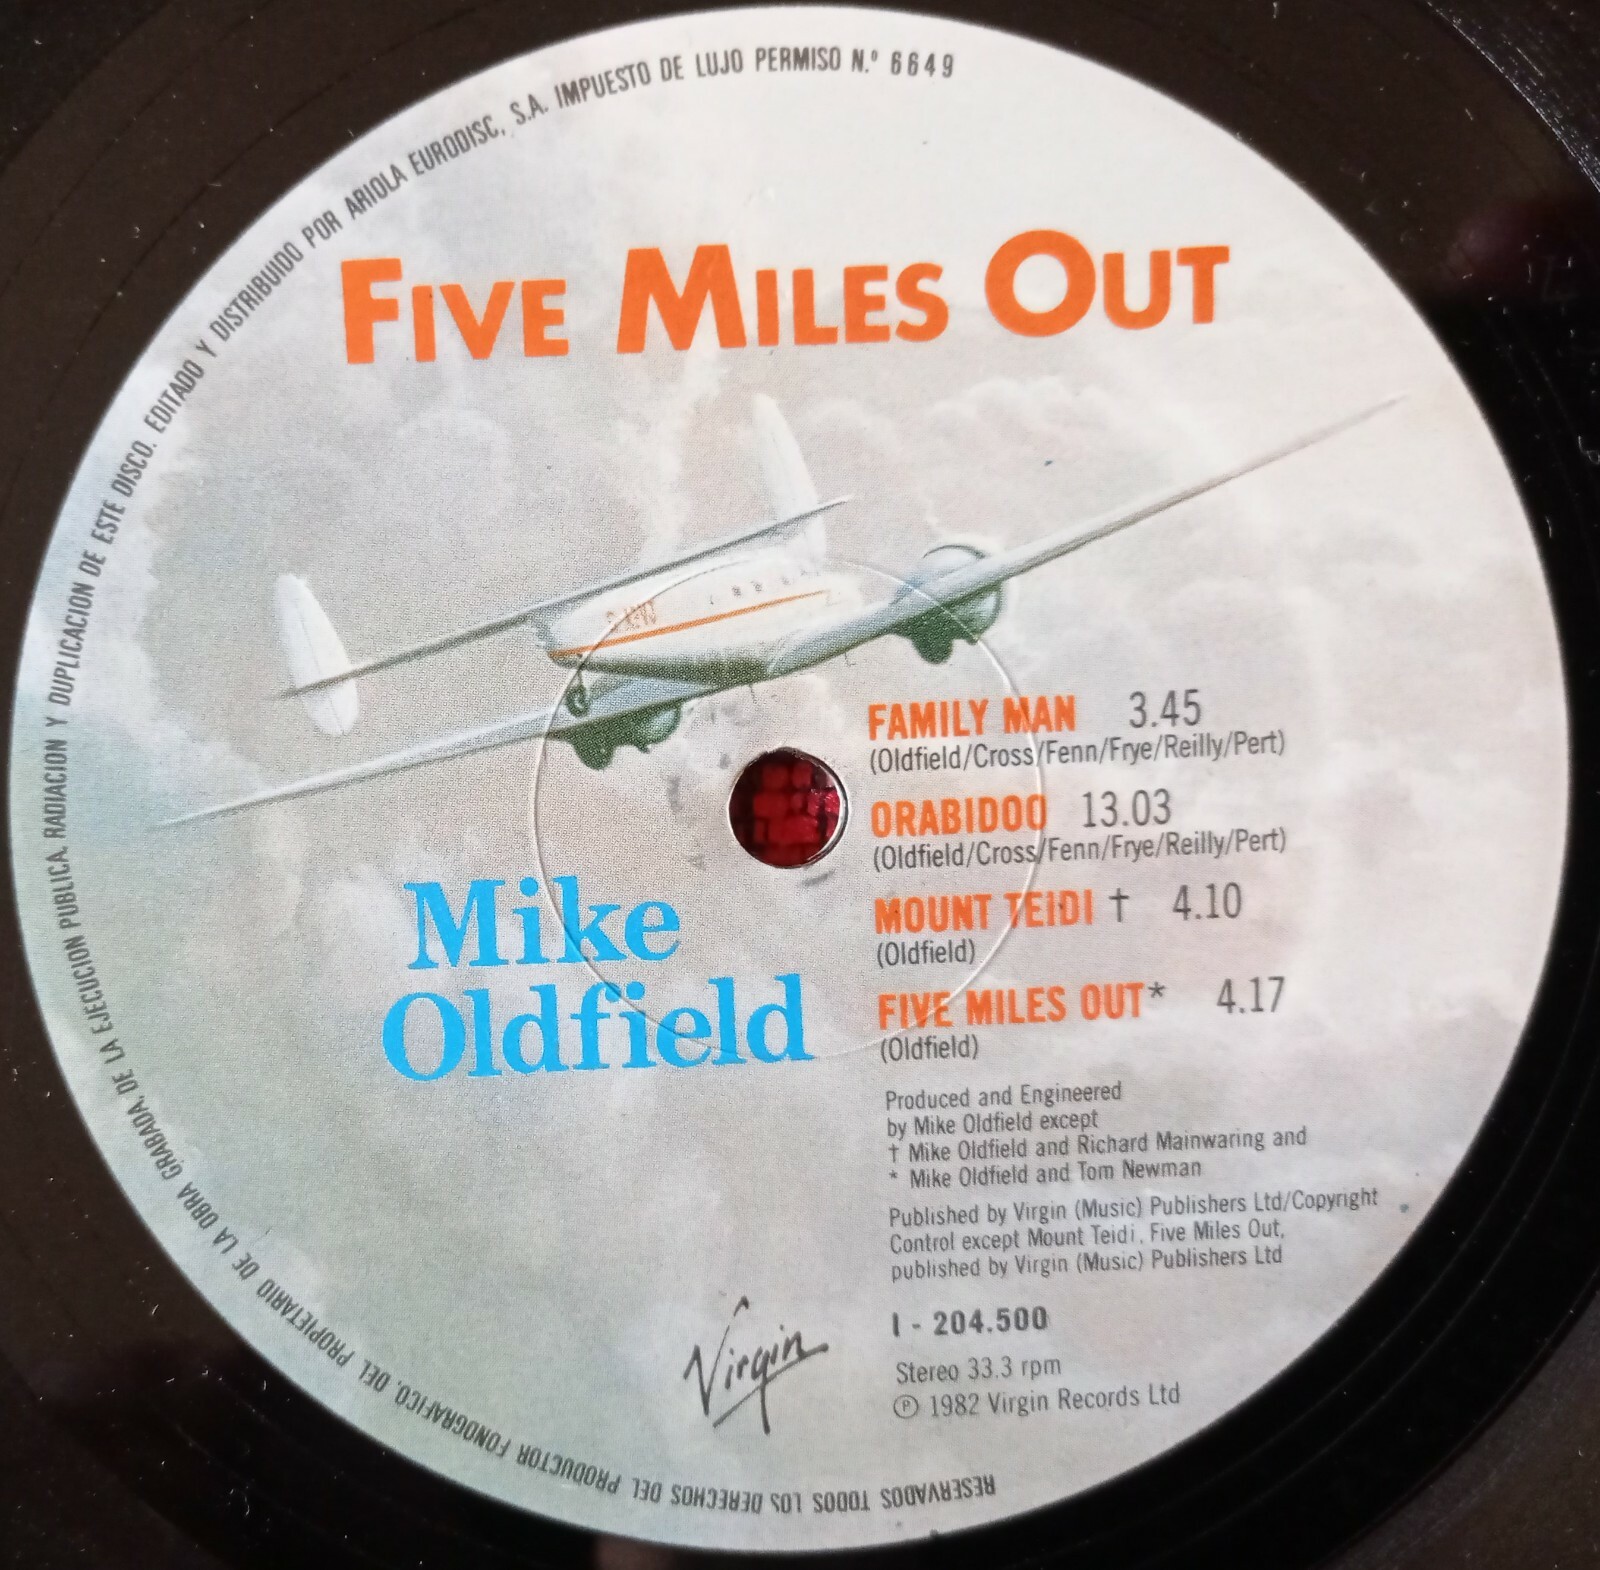 RESERVADOS TODOS LOS DERECHOS DEL PRODUCTOR FONOGRAFICO, DEL PROPIETARIO DE LA OBRA GRABADA, DE LA EJECUCION PUBLICA, RADIACION Y DUPLICACION DE ESTE DISCO. EDITADO Y DISTRIBUIDO POR ARIOLA EURODISC, S.A. IMPUESTO DE LUJO PERMISO N.º 6649
FIVE MILES OUT
FAMILY MAN 3.45
(Oldfield/Cross/Fenn/Frye/Reilly/Pert)
ORABIDOO 13.03
(Oldfield/Cross/Fenn/Frye/Reilly/Pert)
MOUNT TEIDI † 4.10
(Oldfield)
FIVE MILES OUT* 4.17
(Oldfield)
Mike
Oldfield
Produced and Engineered
by Mike Oldfield except
† Mike Oldfield and Richard Mainwaring and
* Mike Oldfield and Tom Newman
Published by Virgin (Music) Publishers Ltd/Copyright
Control except Mount Teidi, Five Miles Out,
published by Virgin (Music) Publishers Ltd
I - 204.500
Stereo 33.3 rpm
℗ 1982 Virgin Records Ltd
Virgin